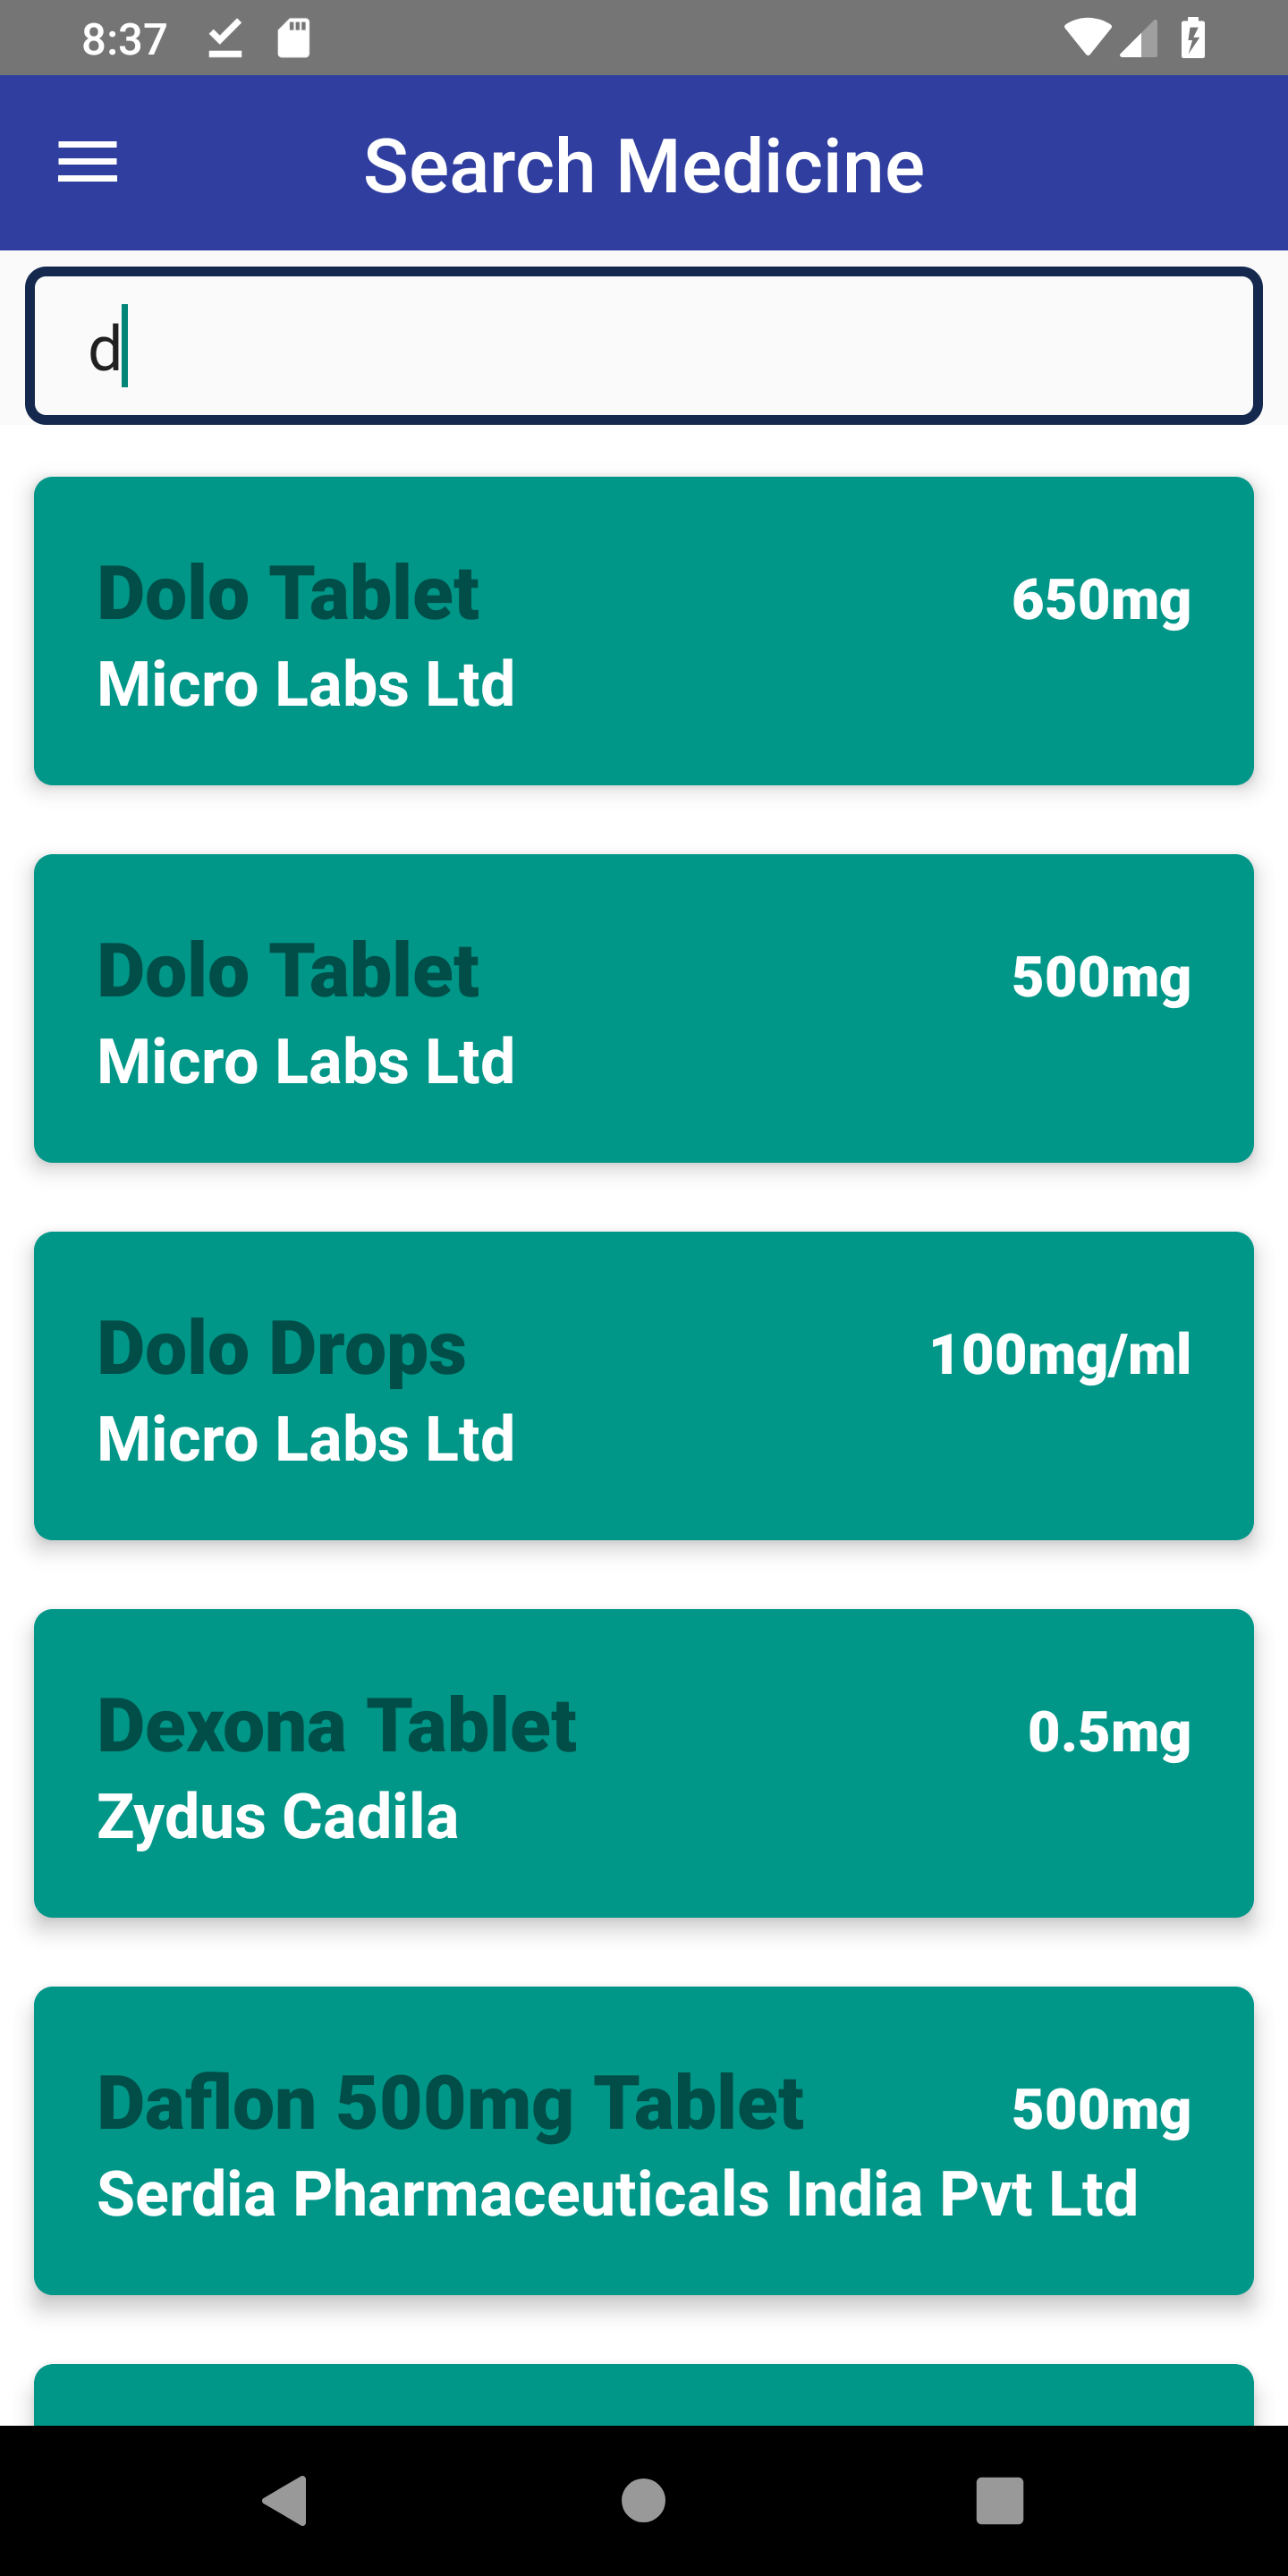 8:37
Search Medicine
d
Dolo Tablet 650mg
Micro Labs Ltd
Dolo Tablet 500mg
Micro Labs Ltd
Dolo Drops 100mg/ml
Micro Labs Ltd
Dexona Tablet 0.5mg
Zydus Cadila
Daflon 500mg Tablet 500mg
Serdia Pharmaceuticals India Pvt Ltd